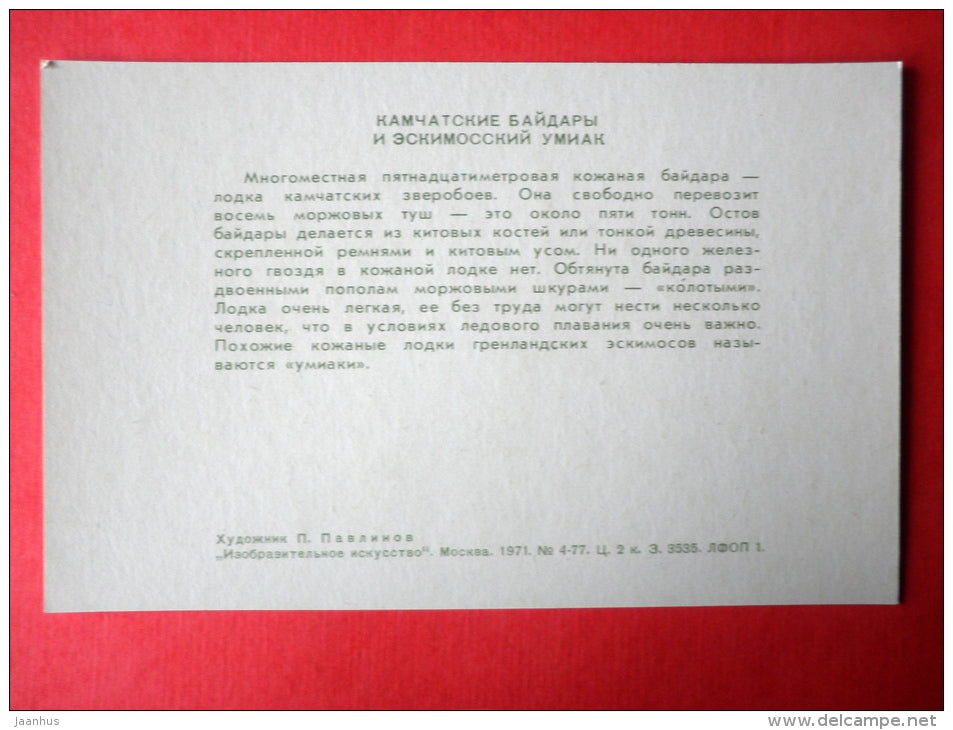 КАМЧАТСКИЕ БАЙДАРЫ
И ЭСКИМОССКИЙ УМИАК
Многоместная пятнадцатиметровая кожаная байдара —
лодка камчатских зверобоев. Она свободно перевозит
восемь моржовых туш — это около пяти тонн. Остов
байдары делается из китовых костей или тонкой древесины,
скрепленной ремнями и китовым усом. Ни одного желез-
ного гвоздя в кожаной лодке нет. Обтянута байдара раз-
двоенными пополам моржовыми шкурами — «ко́лотыми».
Лодка очень легкая, ее без труда могут нести несколько
человек, что в условиях ледового плавания очень важно.
Похожие кожаные лодки гренландских эскимосов назы-
ваются «умиаки».
Художник П. Павлинов
„Изобразительное искусство“. Москва. 1971. № 4-77. Ц. 2 к. З. 3535. ЛФОП 1.
jaanhus
www.delcampe.net